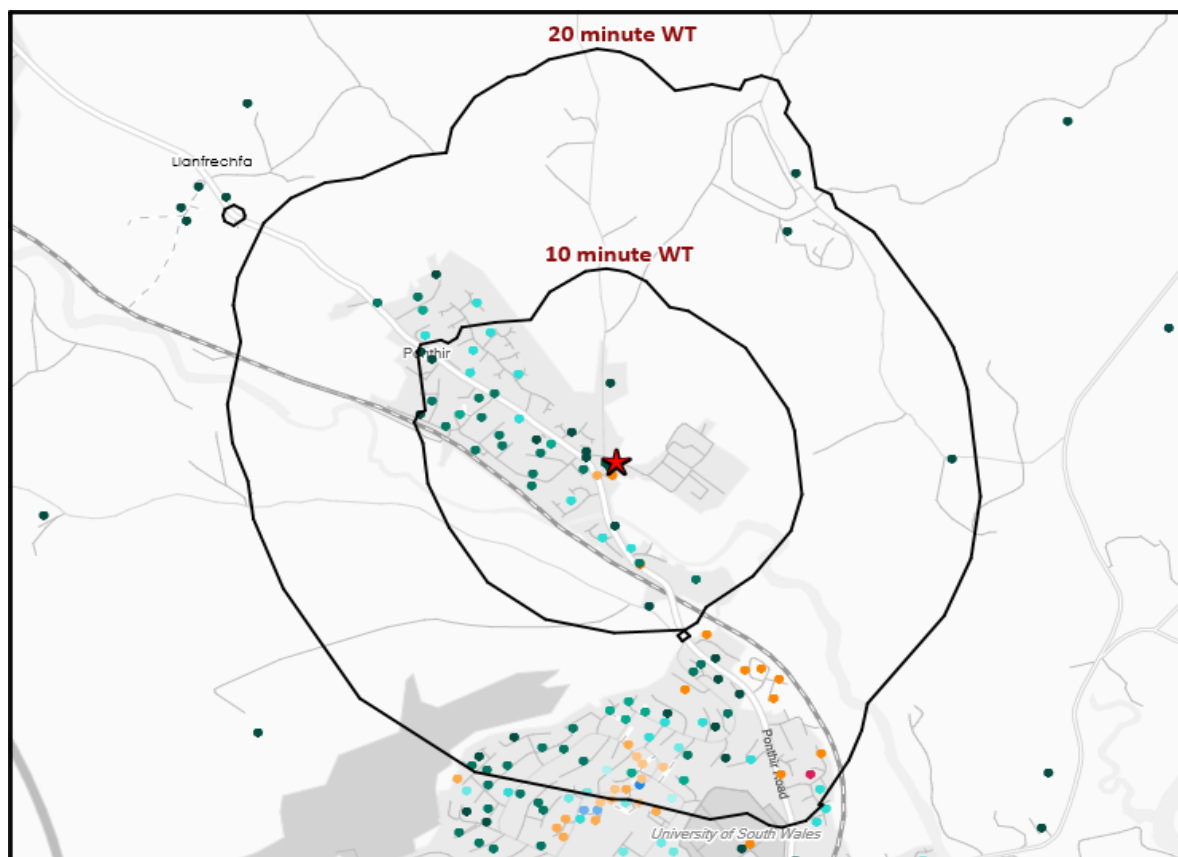 20 minute WT
Llanfrechfa
10 minute WT
Ponthir
Ponthir Road
University of South Wales